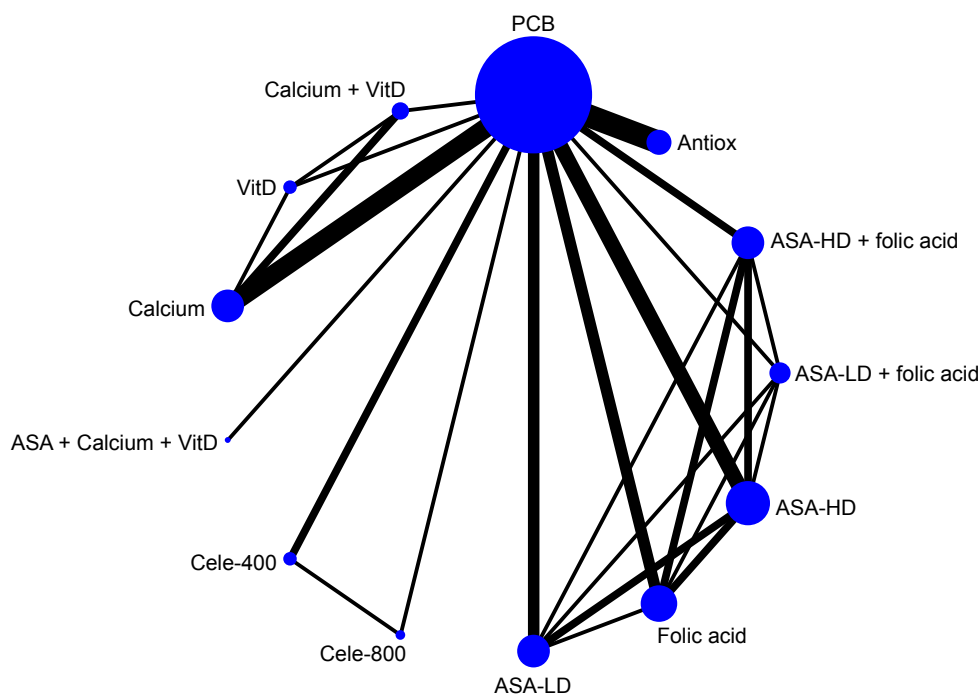 PCB
Calcium + VitD
Antiox
VitD
ASA-HD + folic acid
Calcium
ASA-LD + folic acid
ASA + Calcium + VitD
ASA-HD
Cele-400
Folic acid
Cele-800
ASA-LD